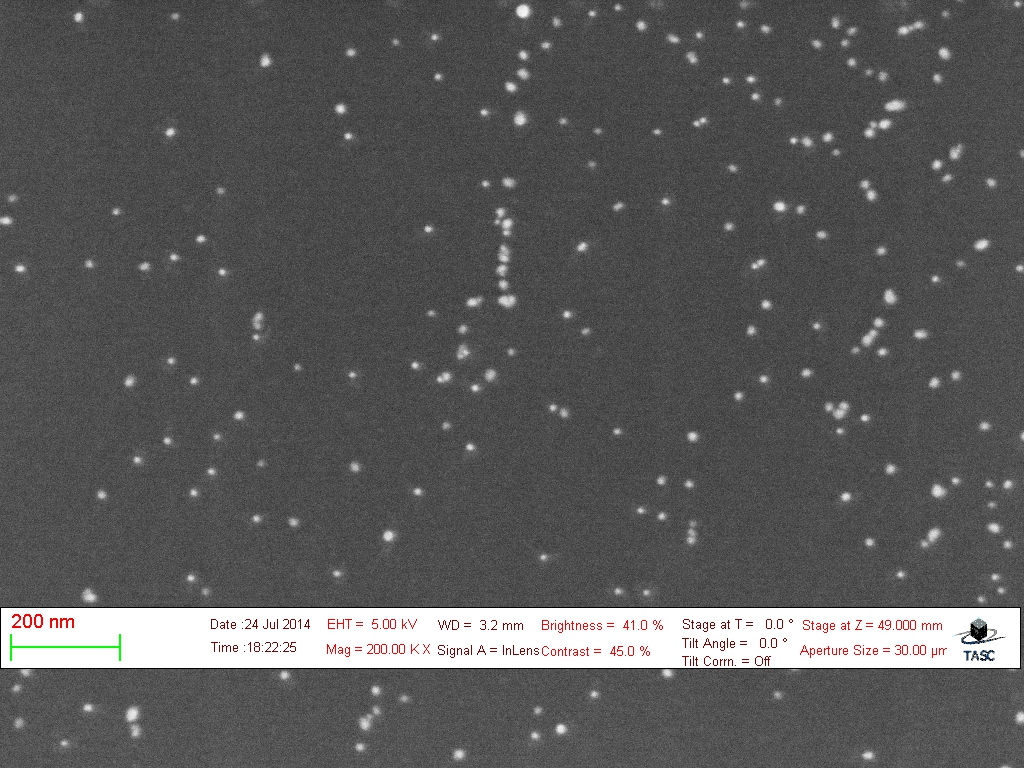 200 nm
Date :24 Jul 2014 EHT = 5.00 kV WD = 3.2 mm Brightness = 41.0 % Stage at T = 0.0 ° Stage at Z = 49.000 mm
Time :18:22:25 Mag = 200.00 K X Signal A = InLens Contrast = 45.0 % Tilt Angle = 0.0 ° Aperture Size = 30.00 µm
Tilt Corrn. = Off
TASC